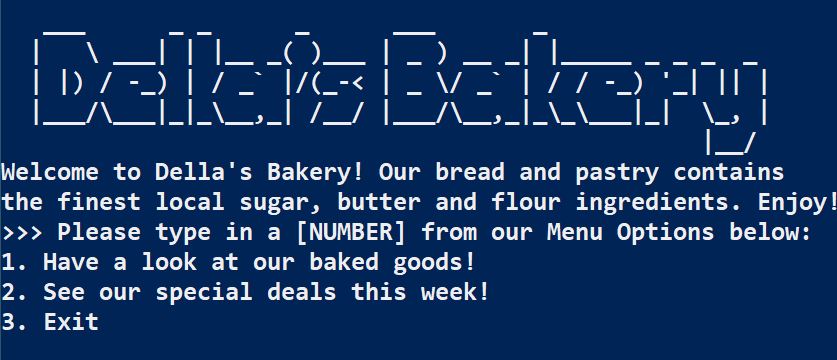 Della's Bakery
Welcome to Della's Bakery! Our bread and pastry contains
the finest local sugar, butter and flour ingredients. Enjoy!
>>> Please type in a [NUMBER] from our Menu Options below:
1. Have a look at our baked goods!
2. See our special deals this week!
3. Exit